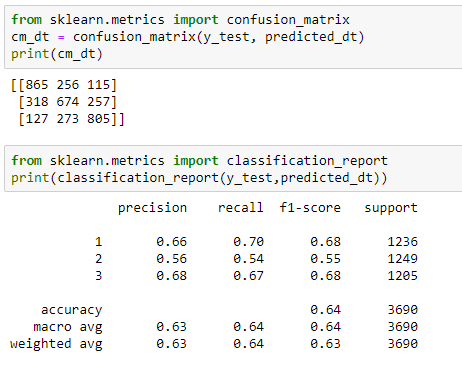 from sklearn.metrics import confusion_matrix
cm_dt = confusion_matrix(y_test, predicted_dt)
print(cm_dt)
[[865 256 115]
[318 674 257]
[127 273 805]]
from sklearn.metrics import classification_report
print(classification_report(y_test,predicted_dt))
precision recall f1-score support
1 0.66 0.70 0.68 1236
2 0.56 0.54 0.55 1249
3 0.68 0.67 0.68 1205
accuracy 0.64 3690
macro avg 0.63 0.64 0.64 3690
weighted avg 0.63 0.64 0.63 3690